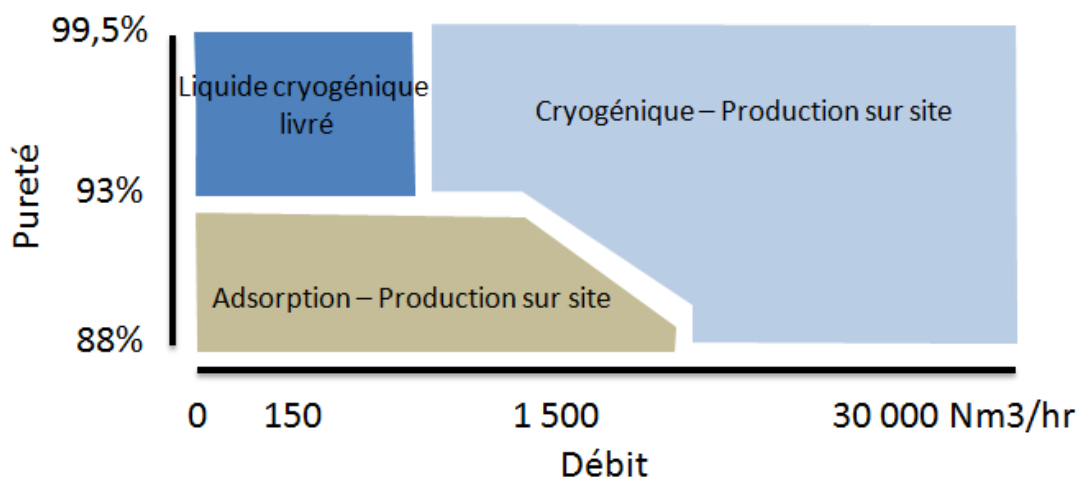 99,5%
Liquide cryogénique
livré
Cryogénique – Production sur site
Pureté
93%
Adsorption – Production sur site
88%
0 150 1 500 30 000 Nm3/hr
Débit